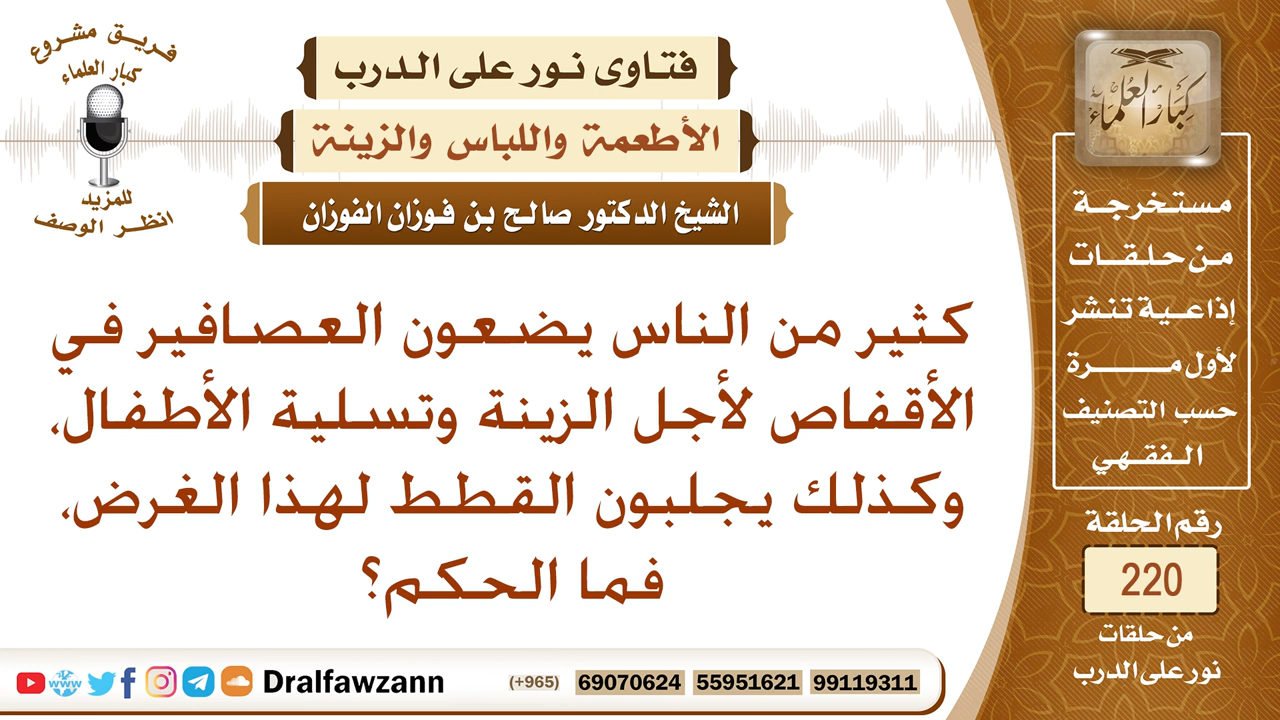 فريق مشروع
كبار العلماء
للمزيد
انظر الوصف
فتاوى نور على الدرب
الأطعمة واللباس والزينة
الشيخ الدكتور صالح بن فوزان الفوزان
كثير من الناس يضعون العصافير في
الأقفاص لأجل الزينة وتسلية الأطفال،
وكذلك يجلبون القطط لهذا الغرض،
فما الحكم؟
كبار العلماء
مستخرجة
من حلقات
إذاعية تنشر
لأول مرة
حسب التصنيف
الفقهي
رقم الحلقة
220
من حلقات
نور على الدرب
www
Dralfawzann (+965) 69070624 55951621 99119311